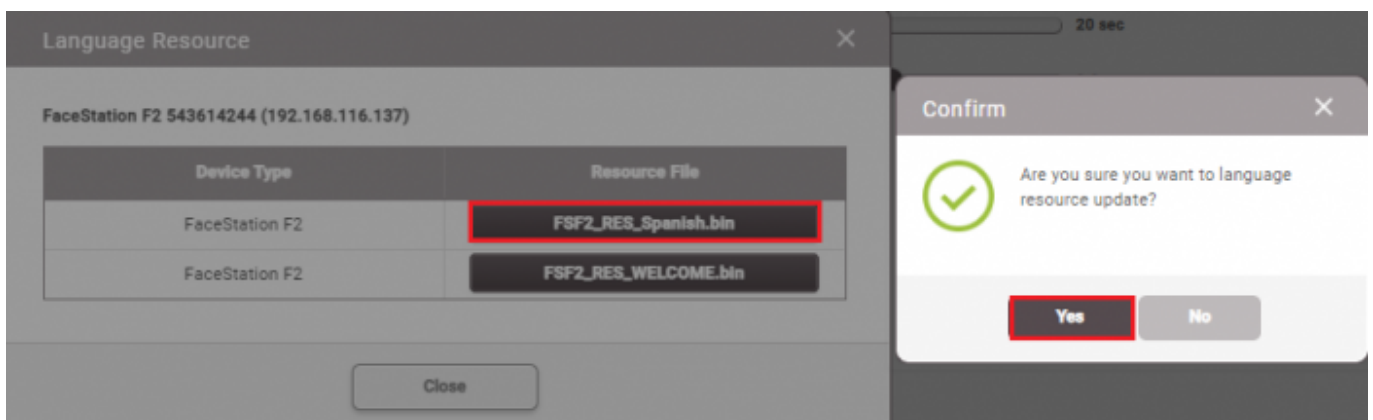 Language Resource
20 sec
FaceStation F2 543614244 (192.168.116.137)
Device Type Resource File
FaceStation F2 FSF2_RES_Spanish.bin
FaceStation F2 FSF2_RES_WELCOME.bin
Close
Confirm
Are you sure you want to language
resource update?
Yes No